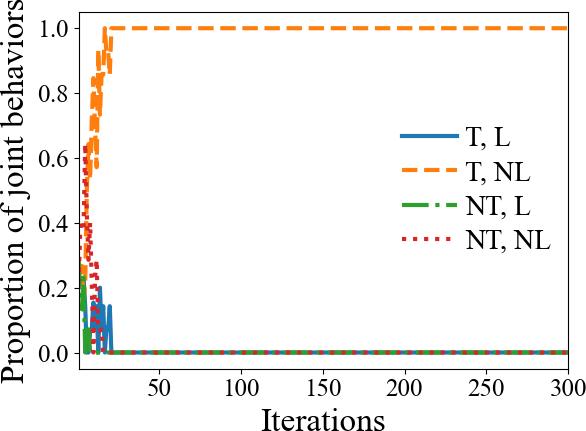 Proportion of joint behaviors
1.0
0.8
0.6
0.4
0.2
0.0
T, L
T, NL
NT, L
NT, NL
50 100 150 200 250 300
Iterations